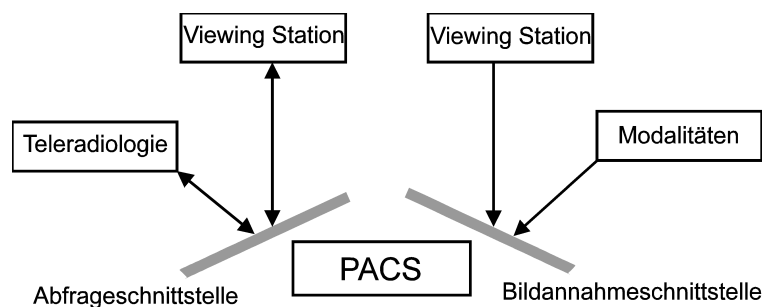 Viewing Station
Viewing Station
Teleradiologie
Modalitäten
PACS
Abfrageschnittstelle
Bildannahmeschnittstelle